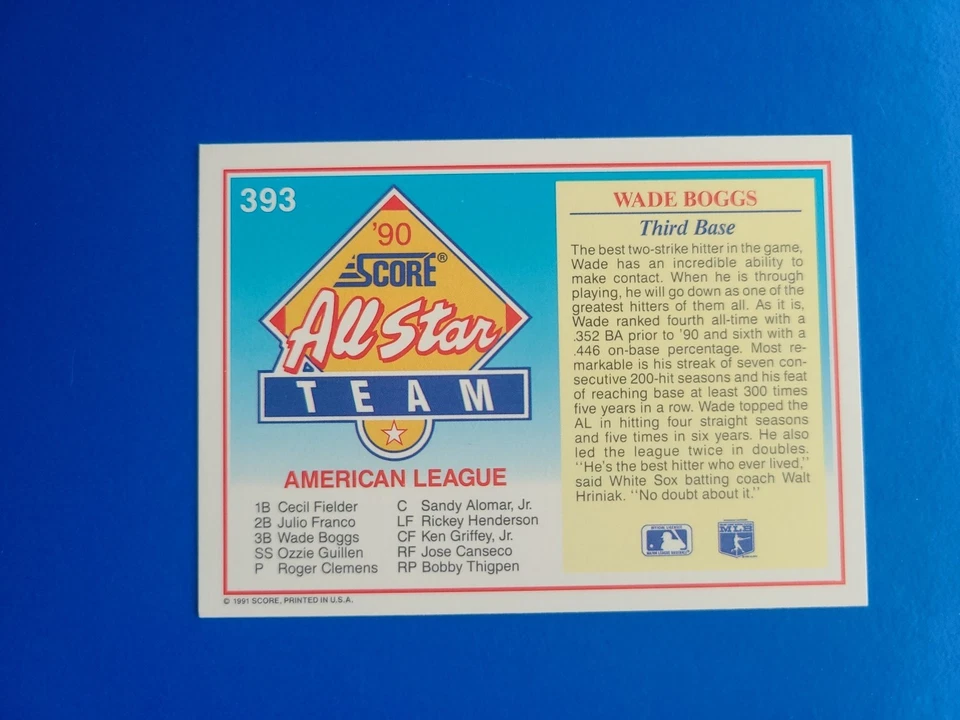 393
'90
SCORE®
All Star
TEAM
AMERICAN LEAGUE
1B Cecil Fielder
2B Julio Franco
3B Wade Boggs
SS Ozzie Guillen
P Roger Clemens
C Sandy Alomar, Jr.
LF Rickey Henderson
CF Ken Griffey, Jr.
RF Jose Canseco
RP Bobby Thigpen
WADE BOGGS
Third Base
The best two-strike hitter in the game,
Wade has an incredible ability to
make contact. When he is through
playing, he will go down as one of the
greatest hitters of them all. As it is,
Wade ranked fourth all-time with a
.352 BA prior to '90 and sixth with a
.446 on-base percentage. Most re-
markable is his streak of seven con-
secutive 200-hit seasons and his feat
of reaching base at least 300 times
five years in a row. Wade topped the
AL in hitting four straight seasons
and five times in six years. He also
led the league twice in doubles.
"He's the best hitter who ever lived,"
said White Sox batting coach Walt
Hriniak. "No doubt about it."
MLB
© 1991 SCORE, PRINTED IN U.S.A.